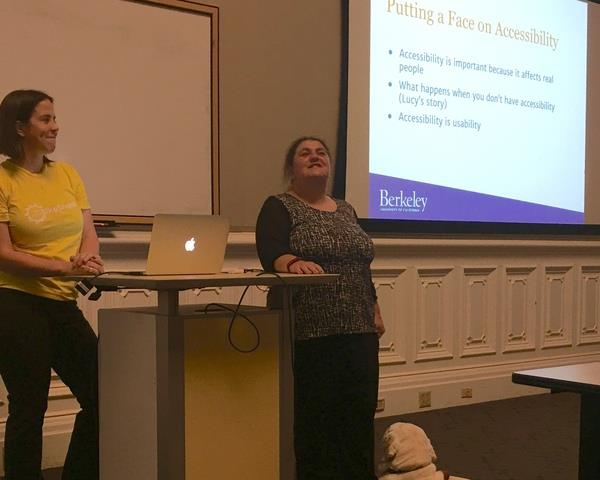 Putting a Face on Accessibility
Accessibility is important because it affects real
people
What happens when you don't have accessibility
(Lucy's story)
Accessibility is usability
Berkeley
UNIVERSITY OF CALIFORNIA